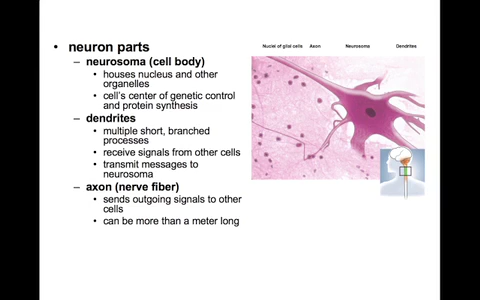 • neuron parts
– neurosoma (cell body)
• houses nucleus and other
organelles
• cell's center of genetic control
and protein synthesis
– dendrites
• multiple short, branched
processes
• receive signals from other cells
• transmit messages to
neurosoma
– axon (nerve fiber)
• sends outgoing signals to other
cells
• can be more than a meter long
Nuclei of glial cells Axon Neurosoma Dendrites